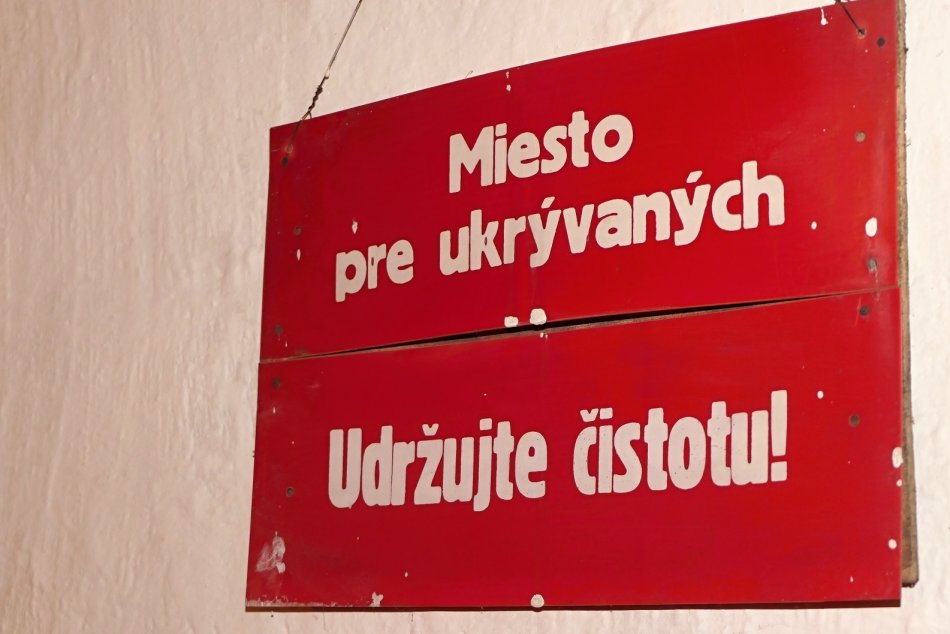 Miesto
pre ukrývaných
Udržujte čistotu!